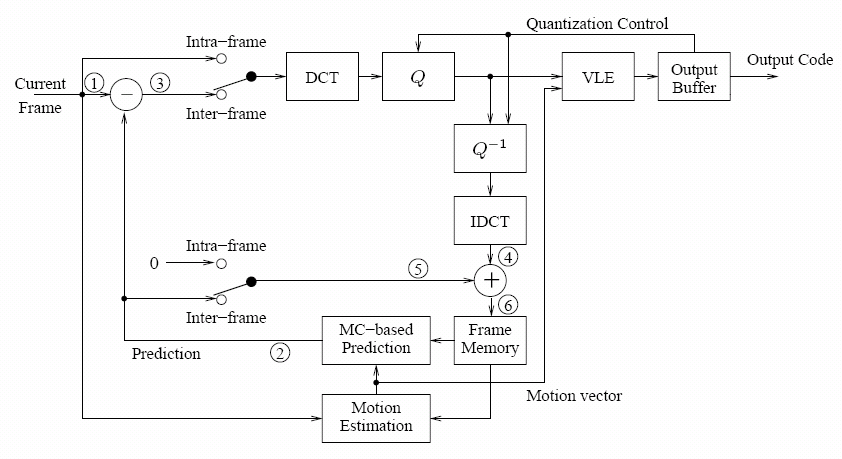 Quantization Control
Intra-frame
Current
Frame
1
−
3
Inter-frame
DCT
Q
VLE
Output
Buffer
Output Code
Q⁻¹
IDCT
4
Intra-frame
0
5
+
6
Inter-frame
Prediction
2
MC-based
Prediction
Frame
Memory
Motion vector
Motion
Estimation